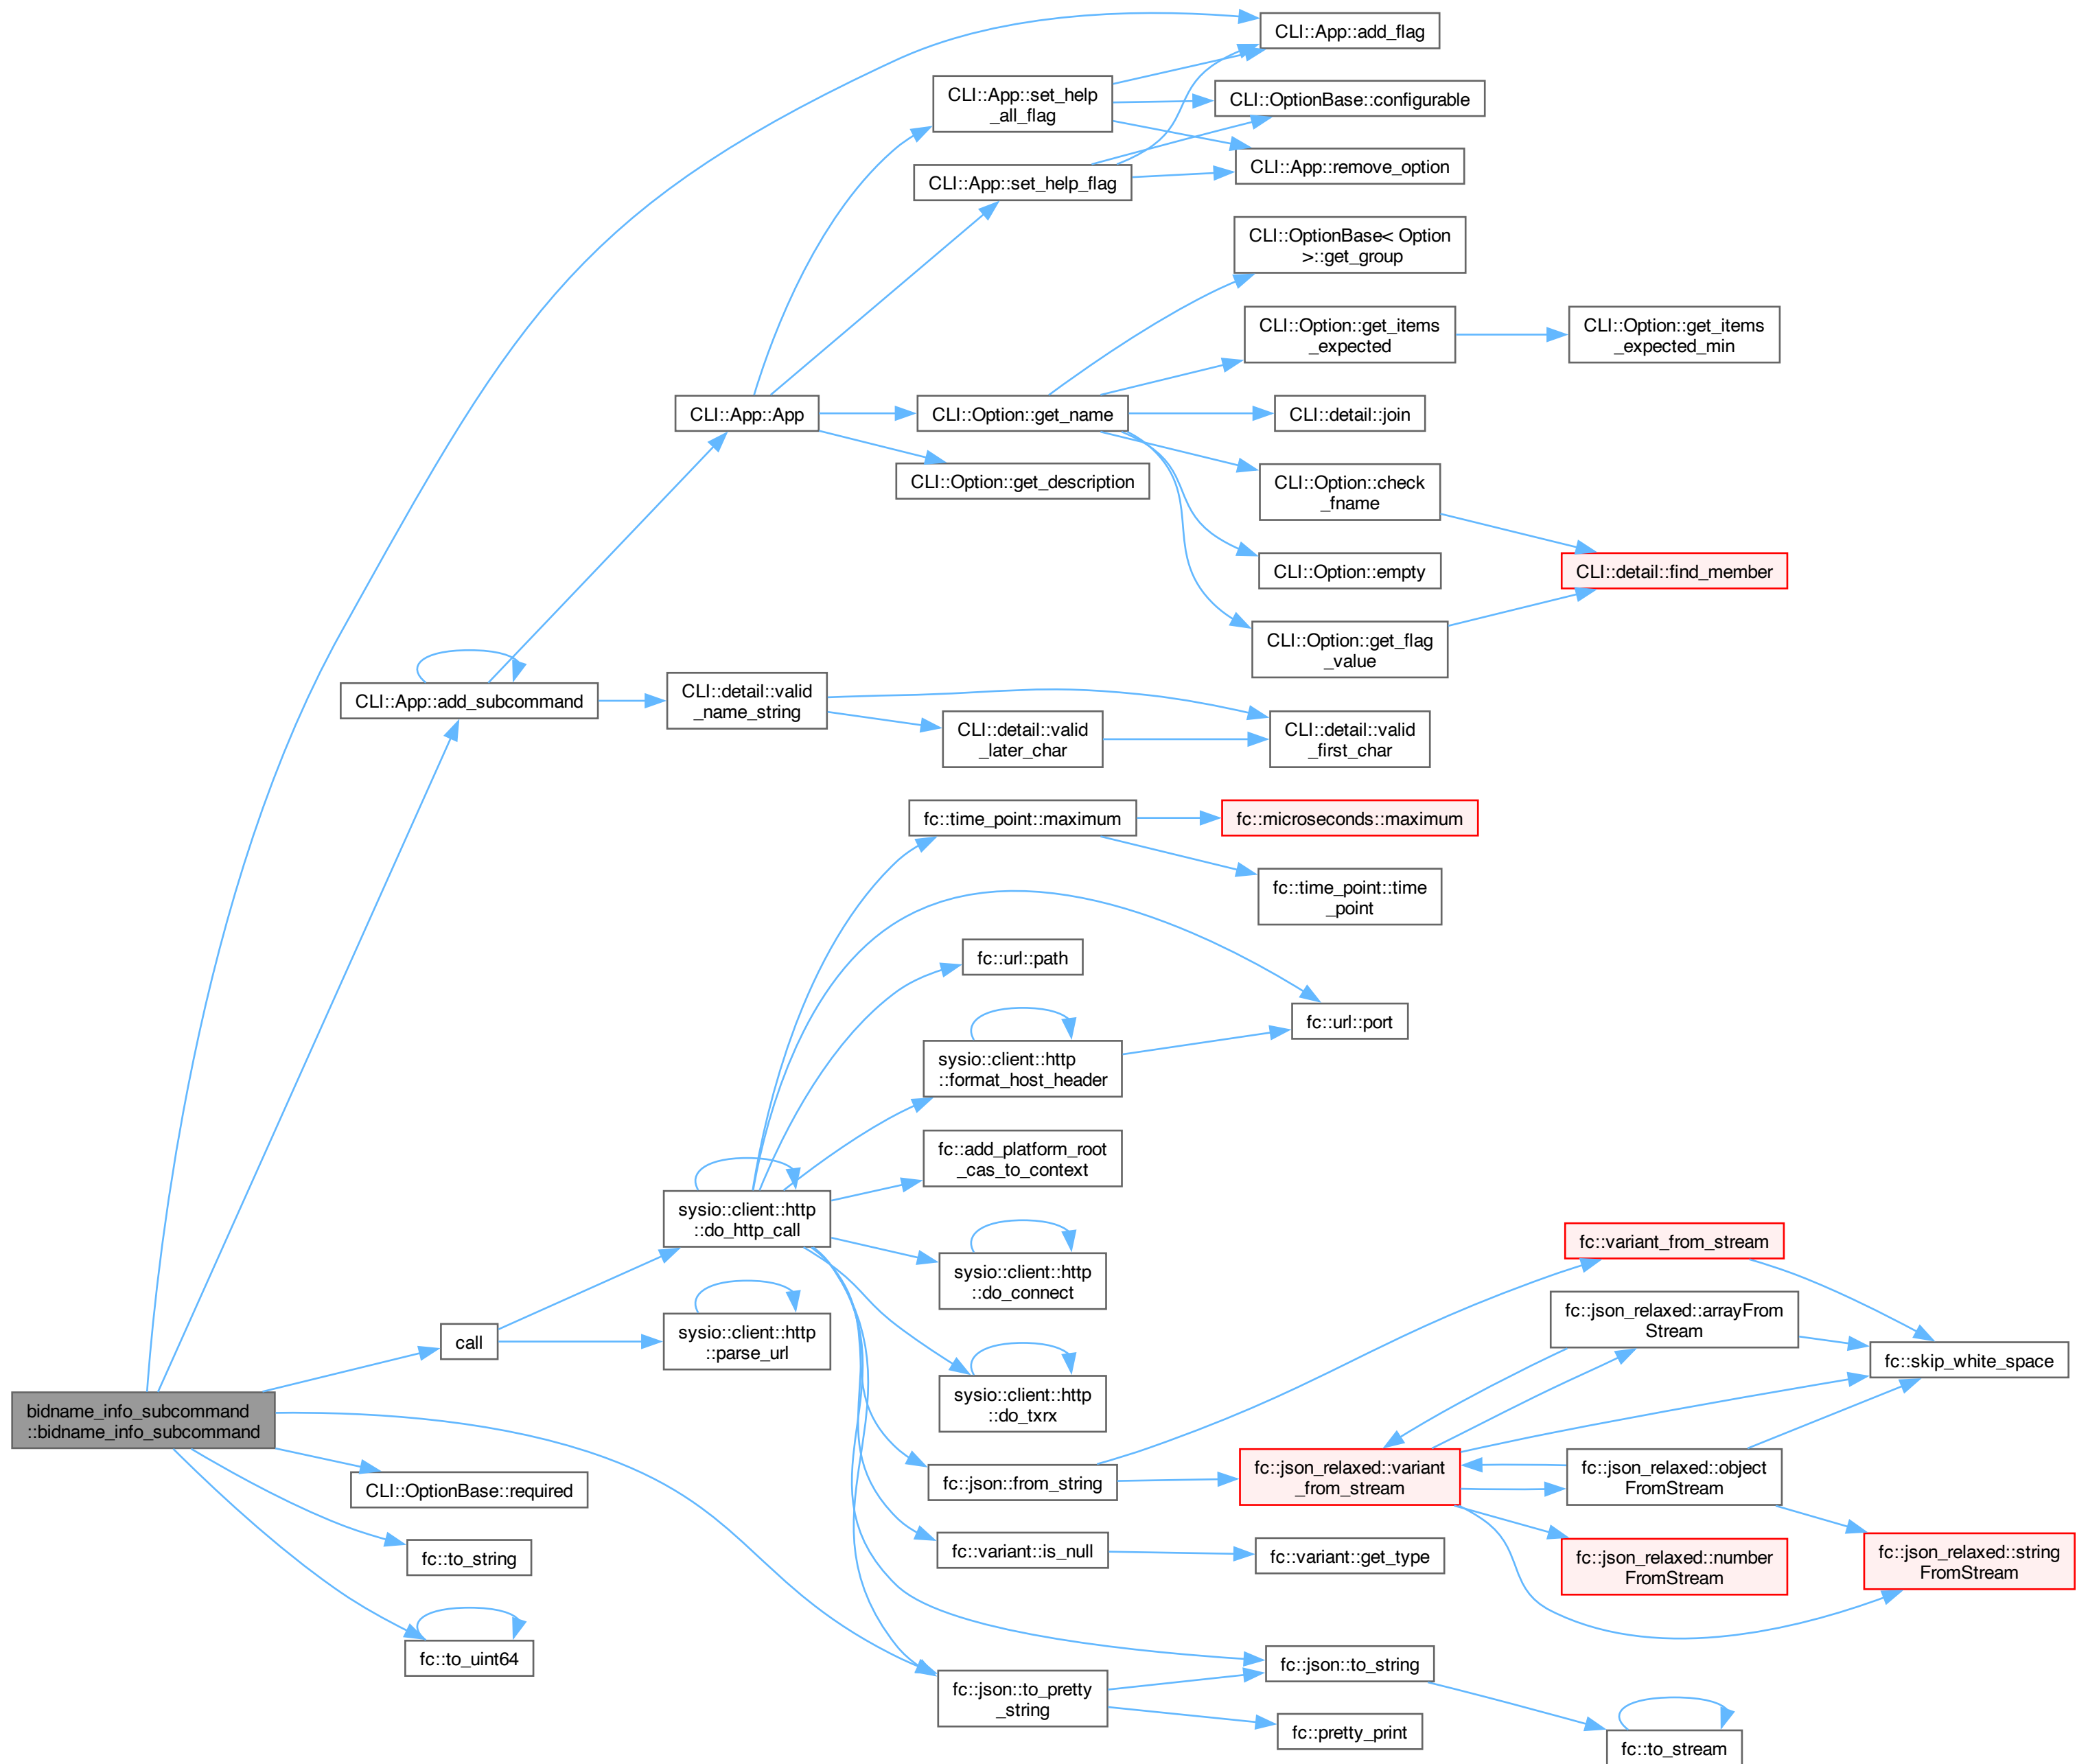 CLI::App::add_flag
CLI::App::set_help
_all_flag
CLI::OptionBase::configurable
CLI::App::remove_option
CLI::App::set_help_flag
CLI::OptionBase< Option
>::get_group
CLI::Option::get_items
_expected
CLI::Option::get_items
_expected_min
CLI::App::App
CLI::Option::get_name
CLI::detail::join
CLI::Option::get_description
CLI::Option::check
_fname
CLI::Option::empty
CLI::detail::find_member
CLI::Option::get_flag
_value
CLI::App::add_subcommand
CLI::detail::valid
_name_string
CLI::detail::valid
_later_char
CLI::detail::valid
_first_char
fc::time_point::maximum
fc::microseconds::maximum
fc::time_point::time
_point
fc::url::path
fc::url::port
sysio::client::http
::format_host_header
fc::add_platform_root
_cas_to_context
sysio::client::http
::do_http_call
sysio::client::http
::do_connect
fc::variant_from_stream
call
sysio::client::http
::parse_url
fc::json_relaxed::arrayFrom
Stream
fc::skip_white_space
sysio::client::http
::do_txrx
bidname_info_subcommand
::bidname_info_subcommand
CLI::OptionBase::required
fc::json::from_string
fc::json_relaxed::variant
_from_stream
fc::json_relaxed::object
FromStream
fc::to_string
fc::variant::is_null
fc::variant::get_type
fc::json_relaxed::number
FromStream
fc::json_relaxed::string
FromStream
fc::to_uint64
fc::json::to_string
fc::json::to_pretty
_string
fc::pretty_print
fc::to_stream